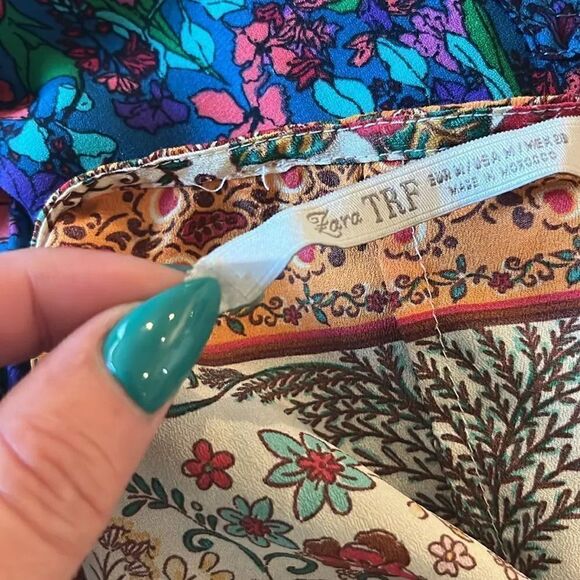 Zara TRF EUR M/USA M/MEX 28
MADE IN MOROCCO